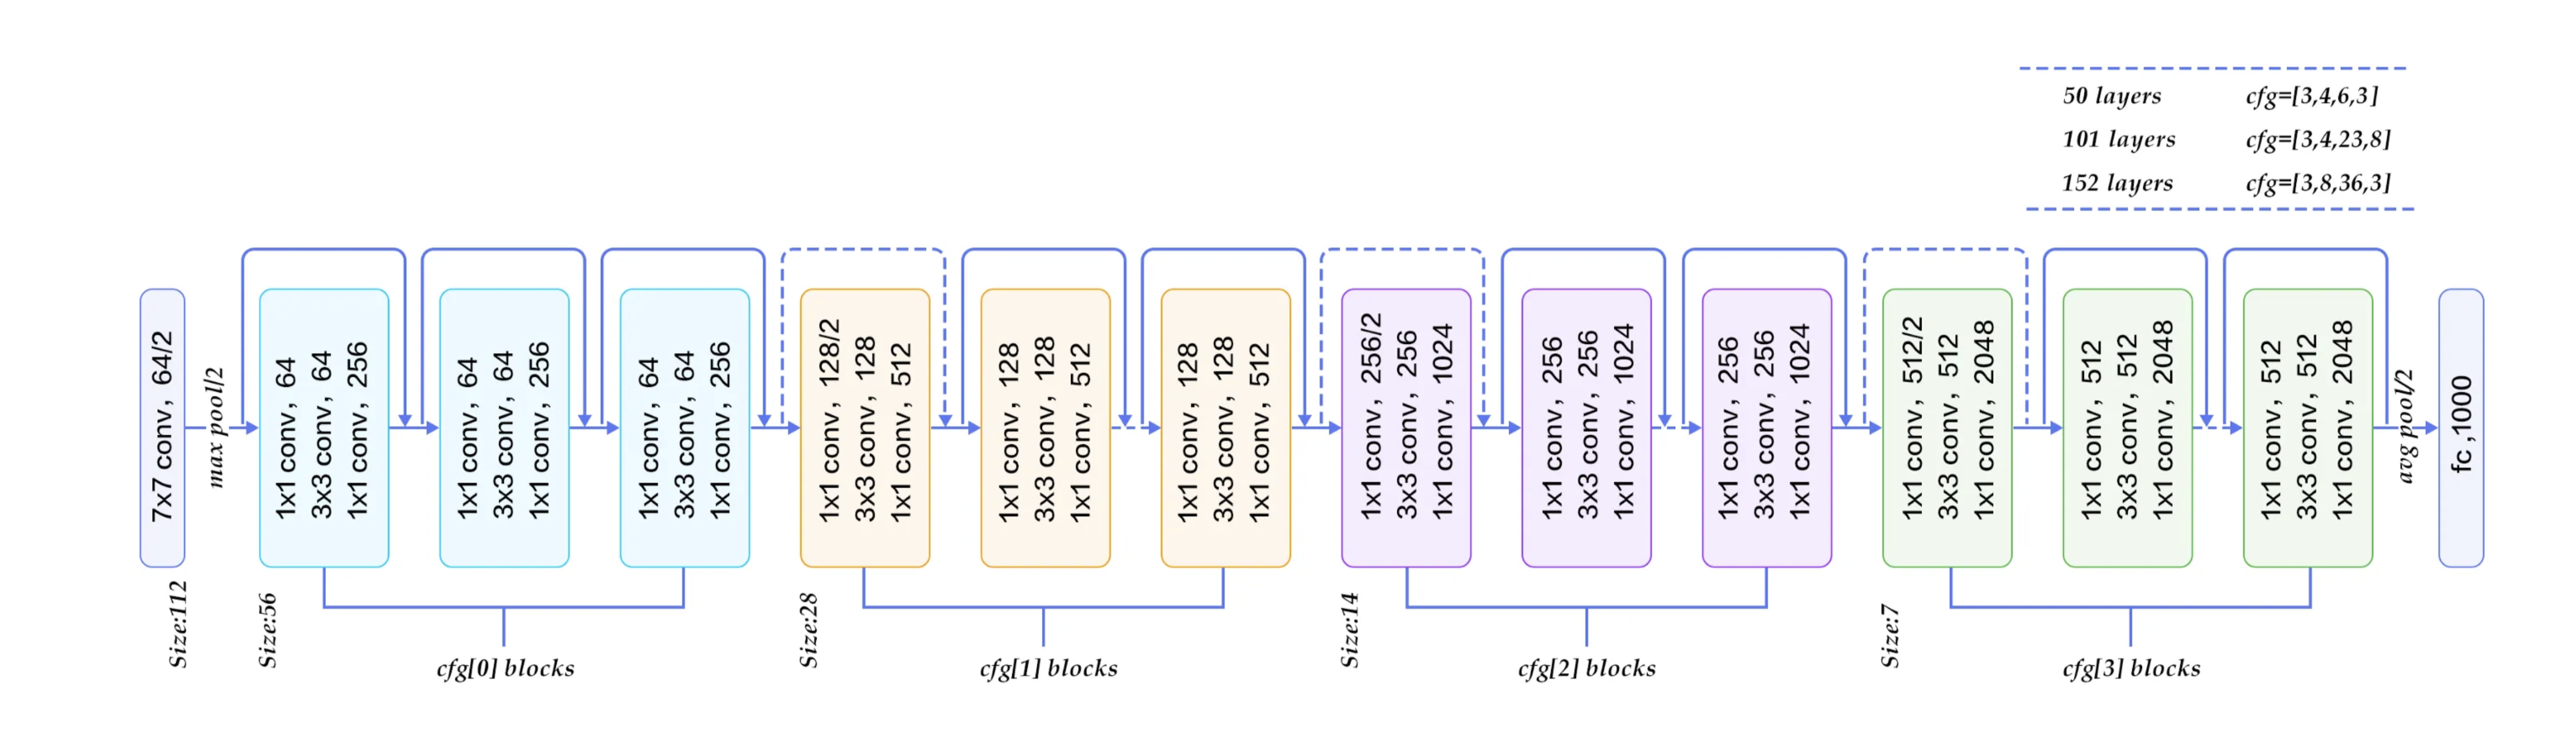 50 layers cfg=[3,4,6,3]
101 layers cfg=[3,4,23,8]
152 layers cfg=[3,8,36,3]
7x7 conv, 64/2
max pool/2
1x1 conv, 64
3x3 conv, 64
1x1 conv, 256
1x1 conv, 64
3x3 conv, 64
1x1 conv, 256
1x1 conv, 64
3x3 conv, 64
1x1 conv, 256
1x1 conv, 128/2
3x3 conv, 128
1x1 conv, 512
1x1 conv, 128
3x3 conv, 128
1x1 conv, 512
1x1 conv, 128
3x3 conv, 128
1x1 conv, 512
1x1 conv, 256/2
3x3 conv, 256
1x1 conv, 1024
1x1 conv, 256
3x3 conv, 256
1x1 conv, 1024
1x1 conv, 256
3x3 conv, 256
1x1 conv, 1024
1x1 conv, 512/2
3x3 conv, 512
1x1 conv, 2048
1x1 conv, 512
3x3 conv, 512
1x1 conv, 2048
1x1 conv, 512
3x3 conv, 512
1x1 conv, 2048
avg pool/2
fc ,1000
Size:112
Size:56
Size:28
Size:14
Size:7
cfg[0] blocks
cfg[1] blocks
cfg[2] blocks
cfg[3] blocks